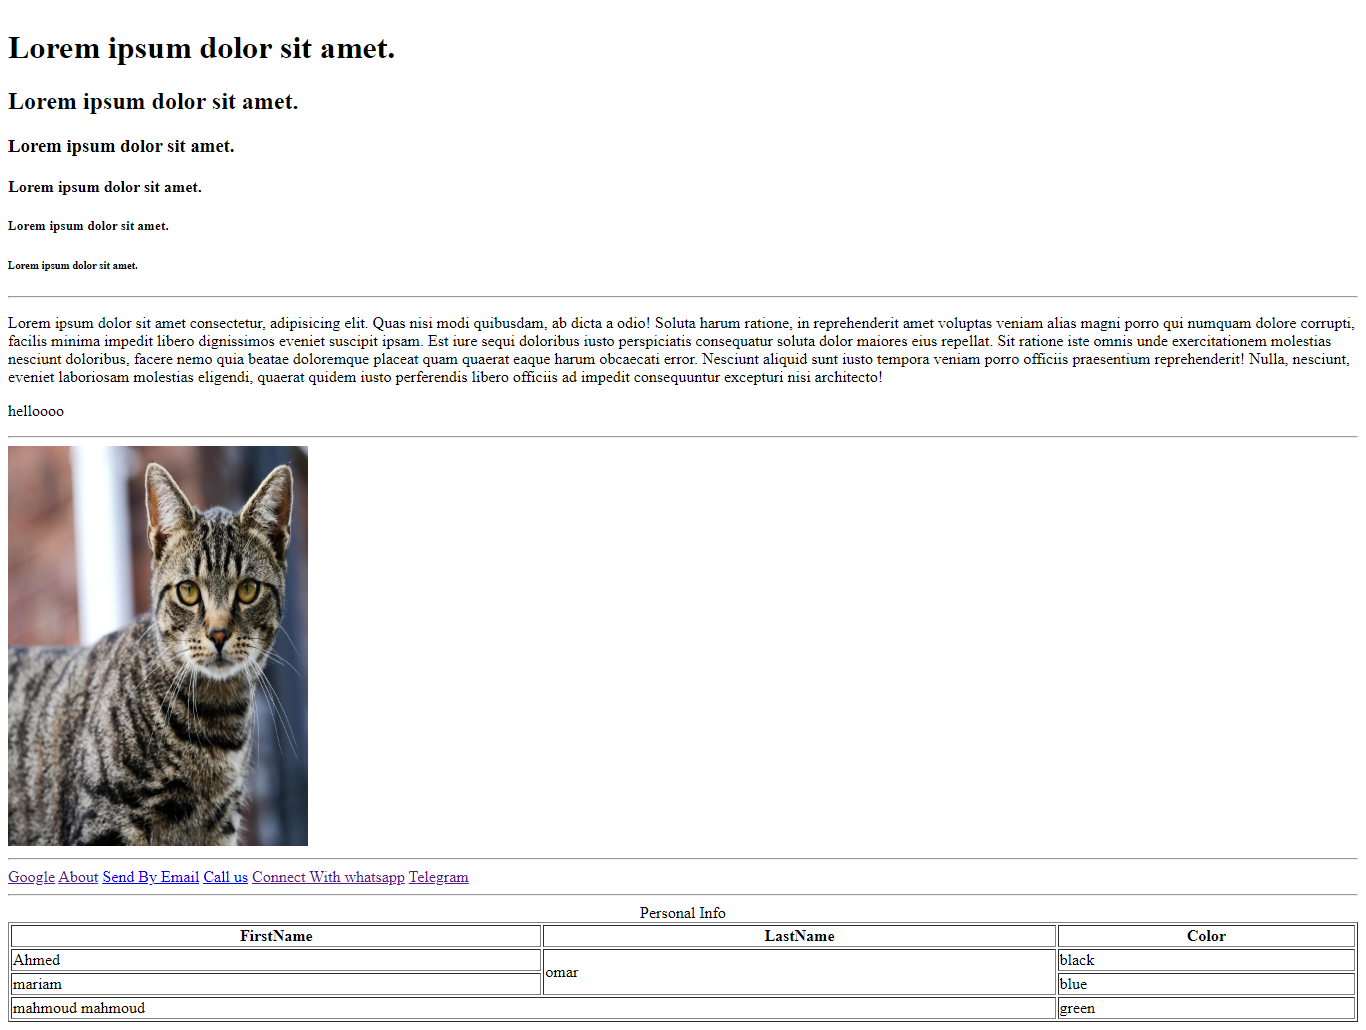 Lorem ipsum dolor sit amet.
Lorem ipsum dolor sit amet.
Lorem ipsum dolor sit amet.
Lorem ipsum dolor sit amet.
Lorem ipsum dolor sit amet.
Lorem ipsum dolor sit amet.
Lorem ipsum dolor sit amet consectetur, adipisicing elit. Quas nisi modi quibusdam, ab dicta a odio! Soluta harum ratione, in reprehenderit amet voluptas veniam alias magni porro qui numquam dolore corrupti,
facilis minima impedit libero dignissimos eveniet suscipit ipsam. Est iure sequi doloribus iusto perspiciatis consequatur soluta dolor maiores eius repellat. Sit ratione iste omnis unde exercitationem molestias
nesciunt doloribus, facere nemo quia beatae doloremque placeat quam quaerat eaque harum obcaecati error. Nesciunt aliquid sunt iusto tempora veniam porro officiis praesentium reprehenderit! Nulla, nesciunt,
eveniet laboriosam molestias eligendi, quaerat quidem iusto perferendis libero officiis ad impedit consequuntur excepturi nisi architecto!
helloooo
Google About Send By Email Call us Connect With whatsapp Telegram
Personal Info
FirstName LastName Color
Ahmed omar black
mariam blue
mahmoud mahmoud green